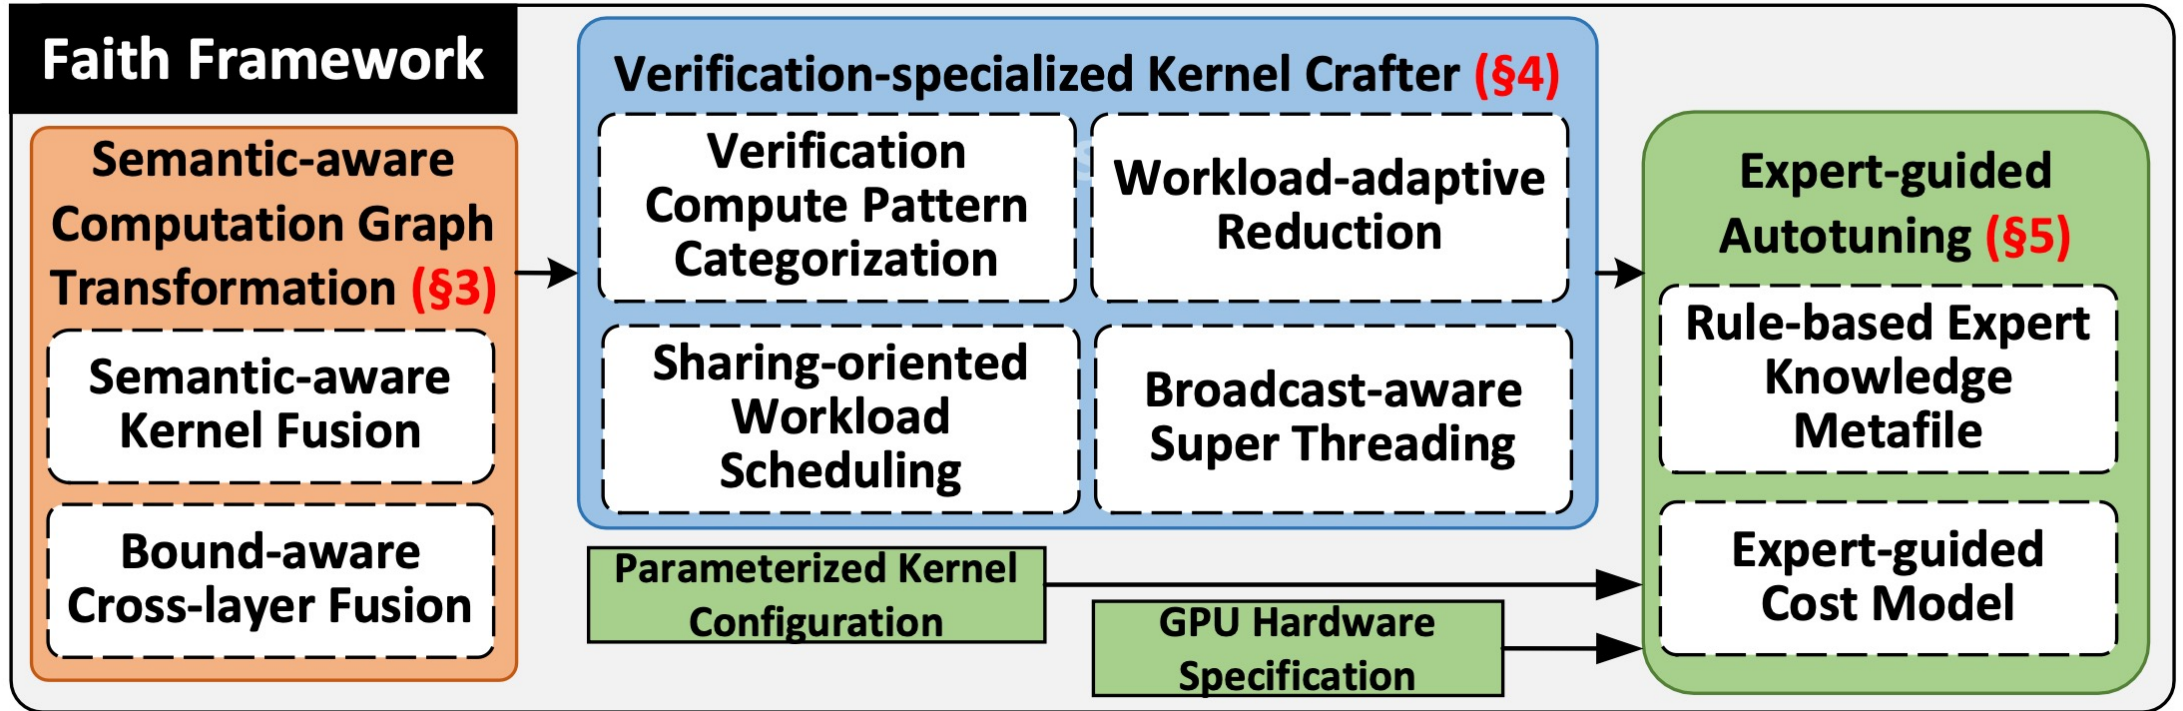 Faith Framework
Semantic-aware
Computation Graph
Transformation (§3)
Semantic-aware
Kernel Fusion
Bound-aware
Cross-layer Fusion
Verification-specialized Kernel Crafter (§4)
Verification
Compute Pattern
Categorization
Workload-adaptive
Reduction
Sharing-oriented
Workload
Scheduling
Broadcast-aware
Super Threading
Parameterized Kernel
Configuration
GPU Hardware
Specification
Expert-guided
Autotuning (§5)
Rule-based Expert
Knowledge
Metafile
Expert-guided
Cost Model